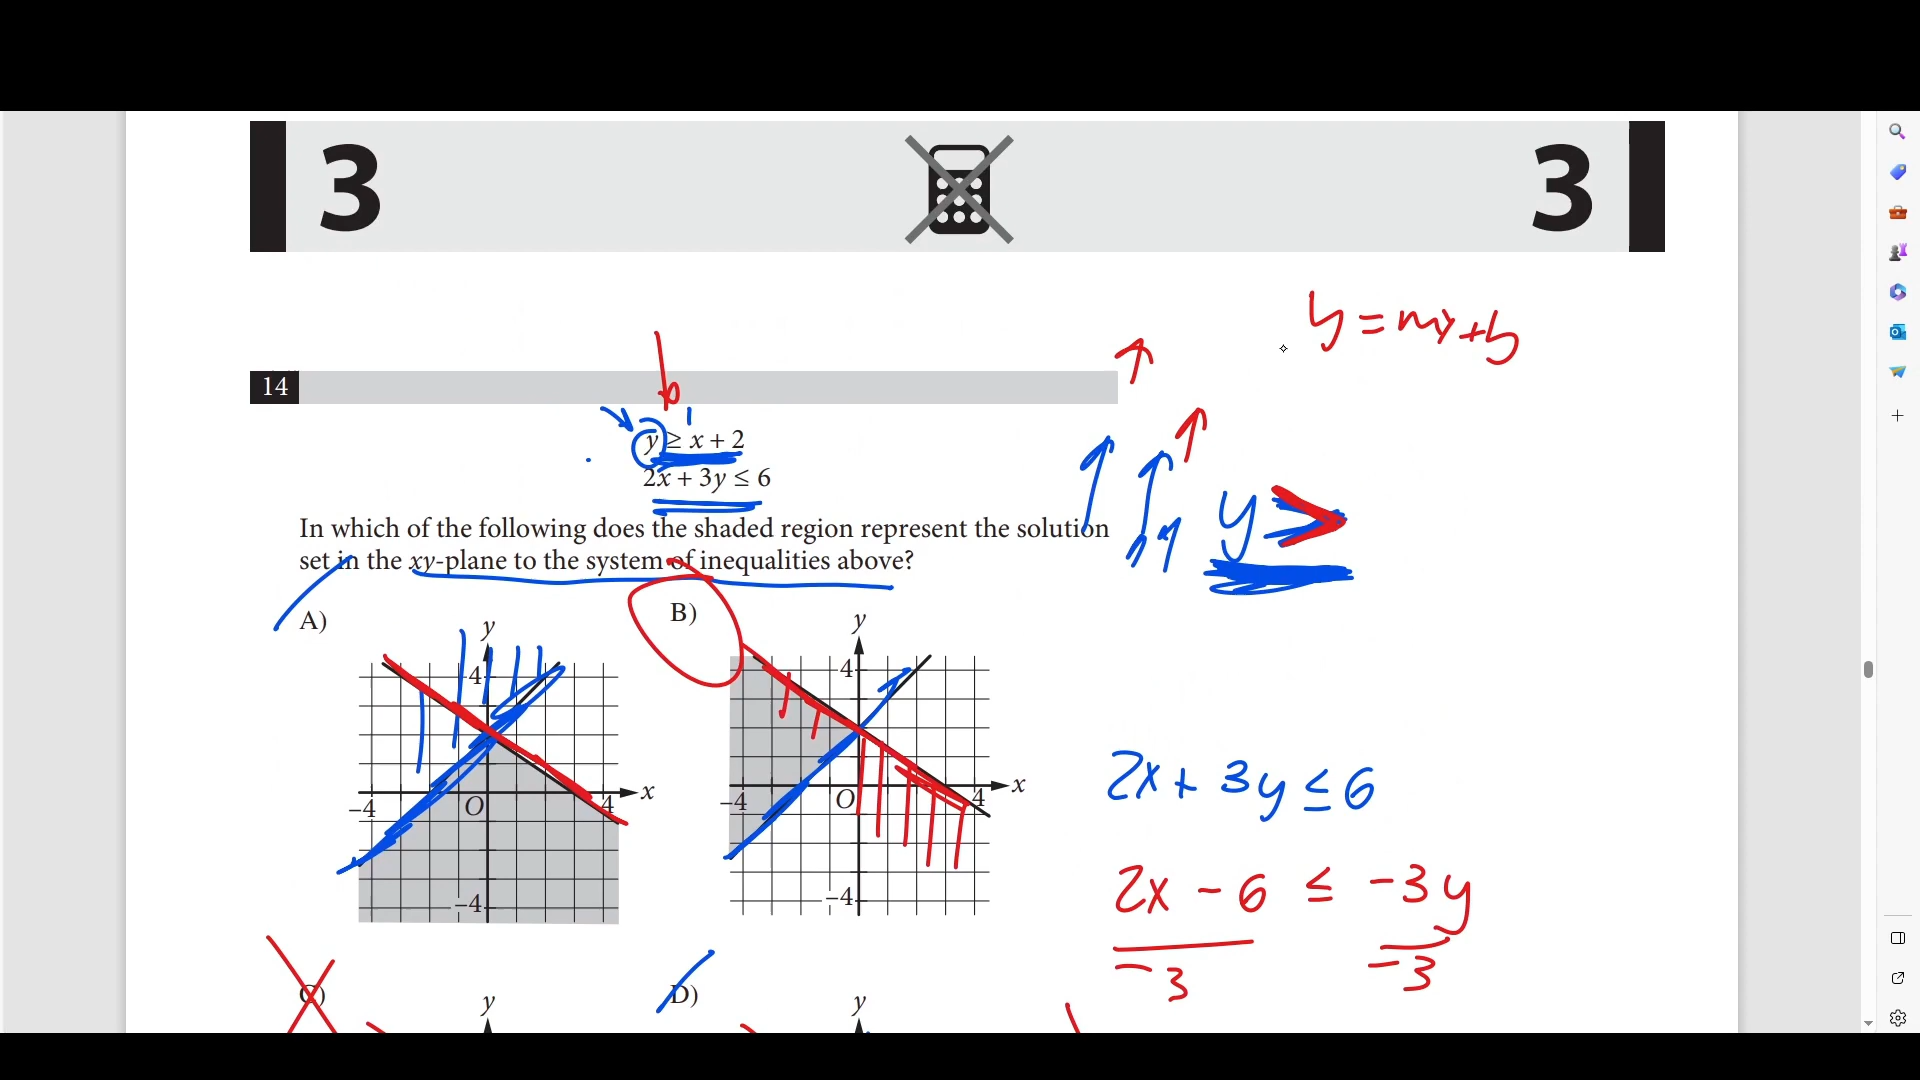 3 3
y = mx + b
14
b
1
y ≥ x + 2
2x + 3y ≤ 6
y >
In which of the following does the shaded region represent the solution
set in the xy-plane to the system of inequalities above?
A)
y
4
−4
O
4
x
−4
B)
y
4
−4
O
4
x
−4
2x + 3y ≤ 6
2x − 6 ≤ −3y
−3 −3
C)
y
D)
y